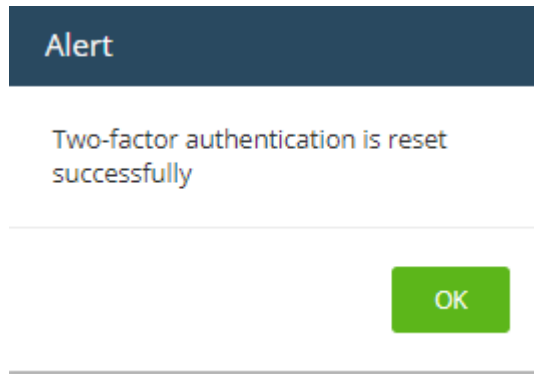 Alert
Two-factor authentication is reset
successfully
OK